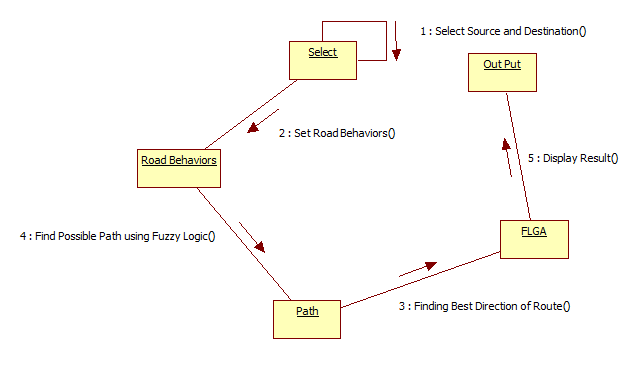 1 : Select Source and Destination()
Select
Out Put
2 : Set Road Behaviors()
Road Behaviors
5 : Display Result()
4 : Find Possible Path using Fuzzy Logic()
FLGA
Path
3 : Finding Best Direction of Route()